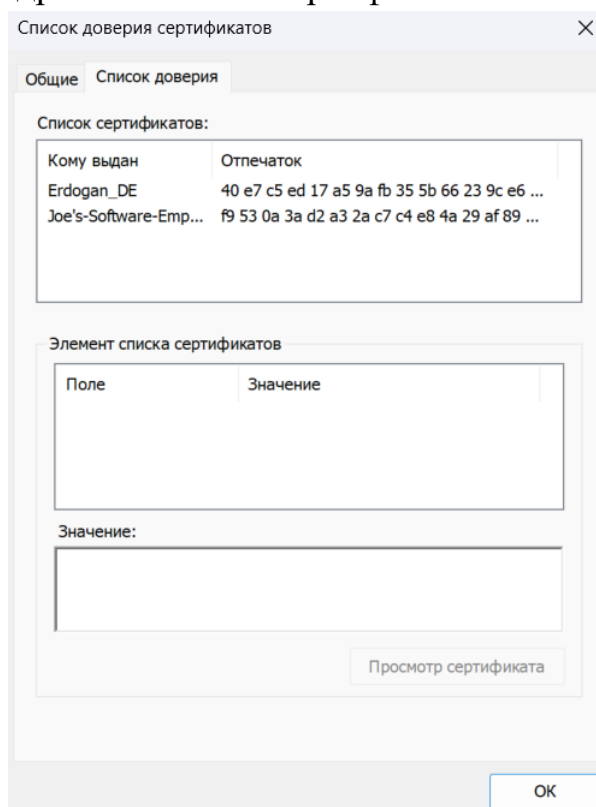 Список доверия сертификатов
Общие Список доверия
Список сертификатов:
Кому выдан Отпечаток
Erdogan_DE 40 e7 c5 ed 17 a5 9a fb 35 5b 66 23 9c e6 ...
Joe's-Software-Emp... f9 53 0a 3a d2 a3 2a c7 c4 e8 4a 29 af 89 ...
Элемент списка сертификатов
Поле Значение
Значение:
Просмотр сертификата
ОК